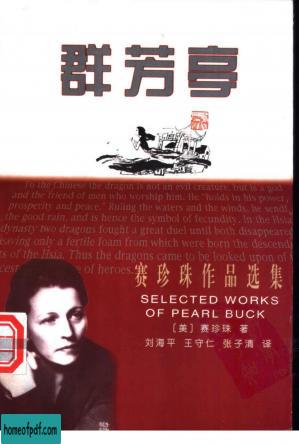 群芳亭
To the Chinese the dragon is not an evil creature, but is a god
and the friend of men who worship him. He "holds in his power
prosperity and peace." Ruling the waters and the winds, he sends
the good rain, and is hence the symbol of fecundity. In the Hsia
dynasty two dragons fought a great duel until both disappeared,
leaving only a fertile foam from which were born the descendants
of the Hsia. Thus the dragons came to be looked upon
赛珍珠作品选集
SELECTED WORKS
OF PEARL BUCK
[美] 赛珍珠 著
刘海平 王守仁 张子清 译
homeofpdf.com